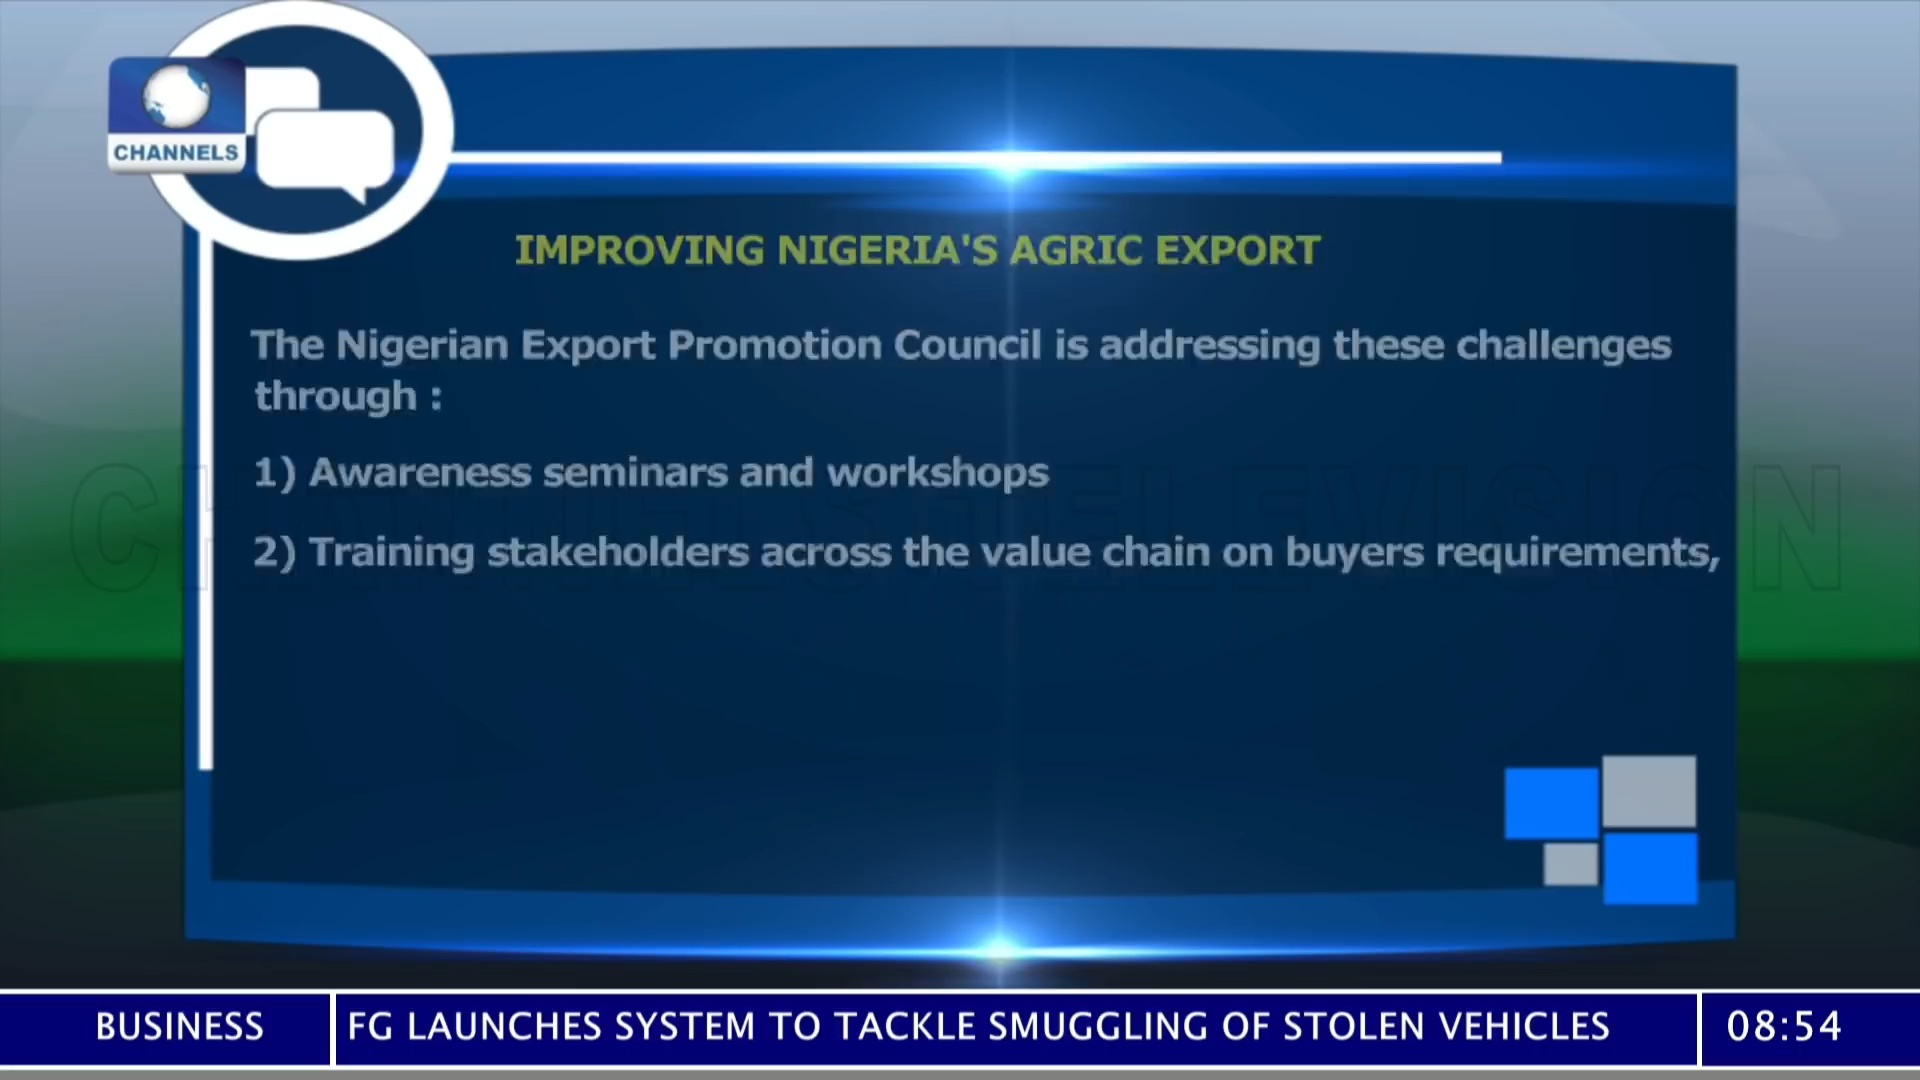 CHANNELS
IMPROVING NIGERIA'S AGRIC EXPORT
The Nigerian Export Promotion Council is addressing these challenges
through :
1) Awareness seminars and workshops
2) Training stakeholders across the value chain on buyers requirements,
CHANNELS TELEVISION
BUSINESS
FG LAUNCHES SYSTEM TO TACKLE SMUGGLING OF STOLEN VEHICLES
08:54